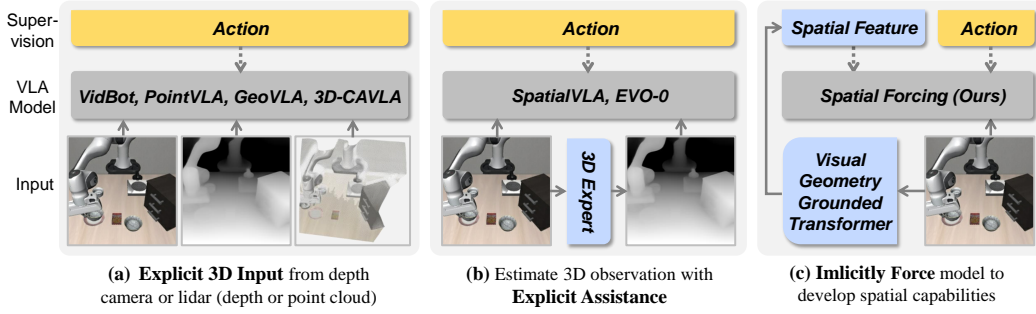 Super-
vision
Action
Action
Spatial Feature
Action
VLA
Model
VidBot, PointVLA, GeoVLA, 3D-CAVLA
SpatialVLA, EVO-0
Spatial Forcing (Ours)
Input
3D Expert
Visual
Geometry
Grounded
Transformer
(a) Explicit 3D Input from depth
camera or lidar (depth or point cloud)
(b) Estimate 3D observation with
Explicit Assistance
(c) Imlicitly Force model to
develop spatial capabilities